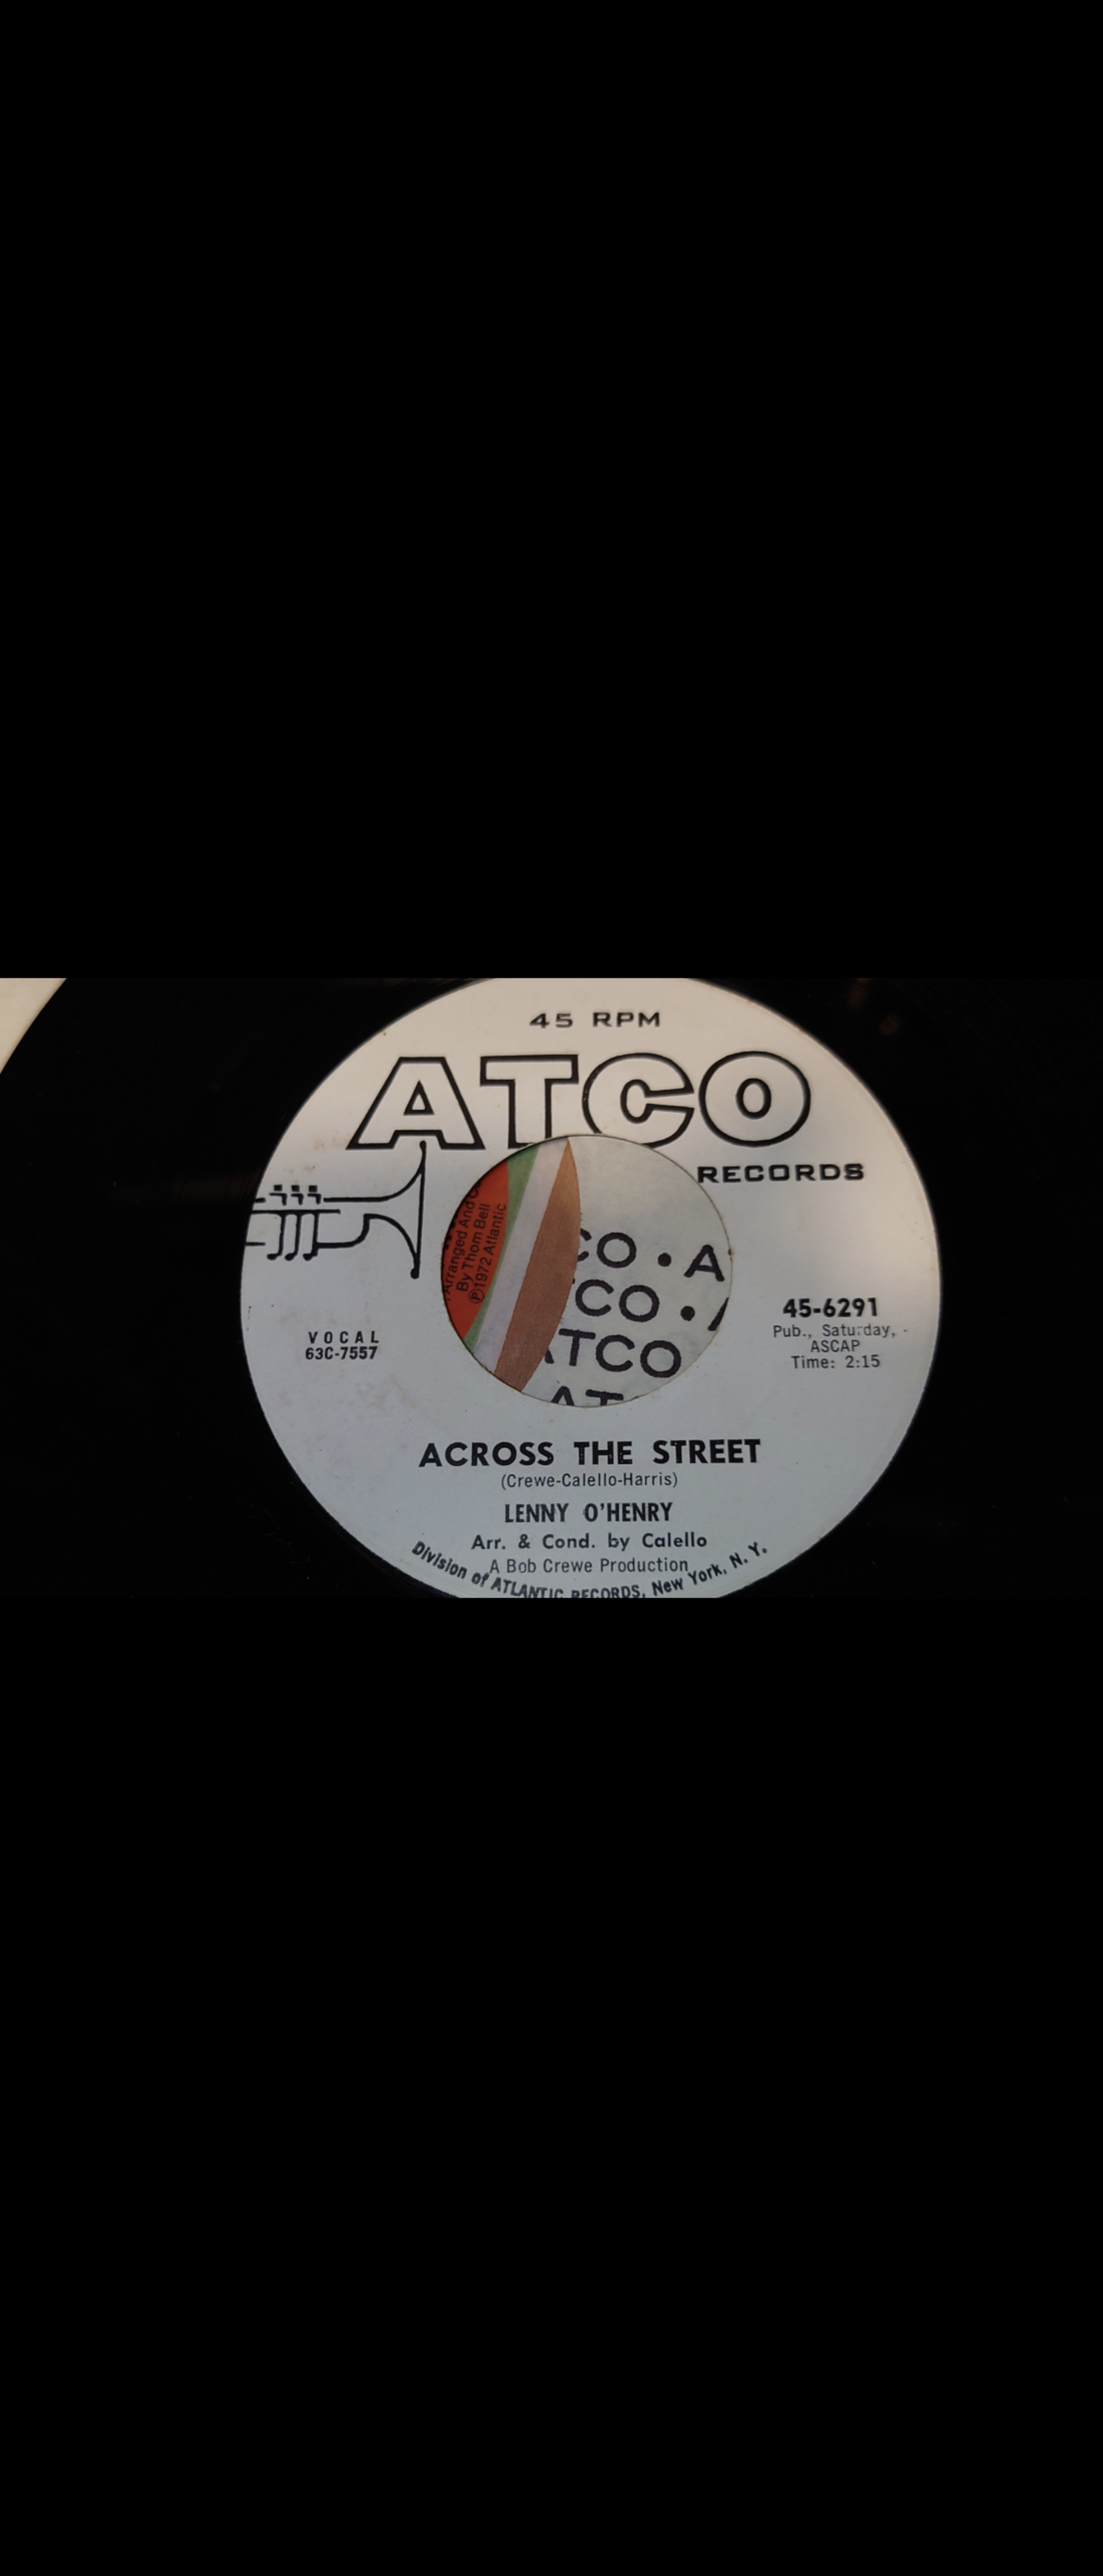 45 RPM
ATCO
RECORDS
Arranged And
By Thom Bell
℗1972 Atlantic
CO • A
CO •
ATCO
AT
VOCAL
63C-7557
45-6291
Pub., Saturday,
ASCAP
Time: 2:15
ACROSS THE STREET
(Crewe-Calello-Harris)
LENNY O'HENRY
Arr. & Cond. by Calello
A Bob Crewe Production
Division of ATLANTIC RECORDS, New York, N. Y.